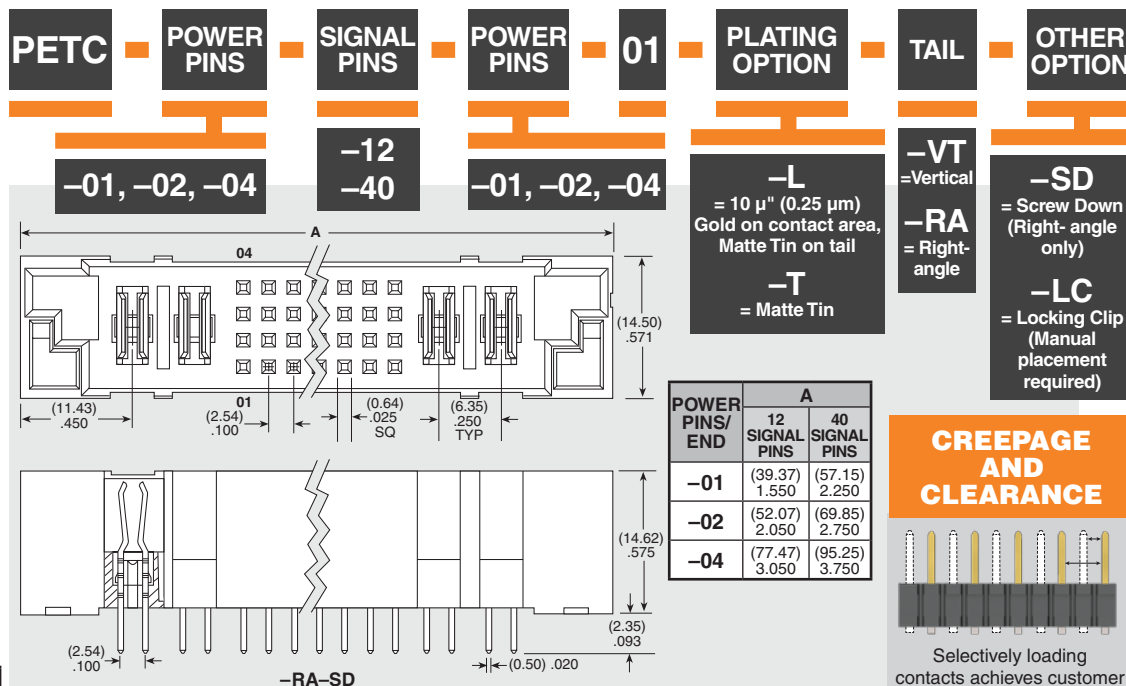 PETC – POWER PINS – SIGNAL PINS – POWER PINS – 01 – PLATING OPTION – TAIL – OTHER OPTION
–01, –02, –04
–12
–40
–01, –02, –04
–L
= 10 µ" (0.25 µm)
Gold on contact area,
Matte Tin on tail
–T
= Matte Tin
–VT
=Vertical
–RA
= Right-
angle
–SD
= Screw Down
(Right- angle
only)
–LC
= Locking Clip
(Manual
placement
required)
A
04
01
(14.50)
.571
(11.43)
.450
(2.54)
.100
(0.64)
.025
SQ
(6.35)
.250
TYP
(14.62)
.575
(2.35)
.093
(2.54)
.100
(0.50) .020
–RA–SD
POWER PINS/ END | A
12 SIGNAL PINS | 40 SIGNAL PINS
–01 | (39.37) 1.550 | (57.15) 2.250
–02 | (52.07) 2.050 | (69.85) 2.750
–04 | (77.47) 3.050 | (95.25) 3.750
CREEPAGE
AND
CLEARANCE
Selectively loading
contacts achieves customer